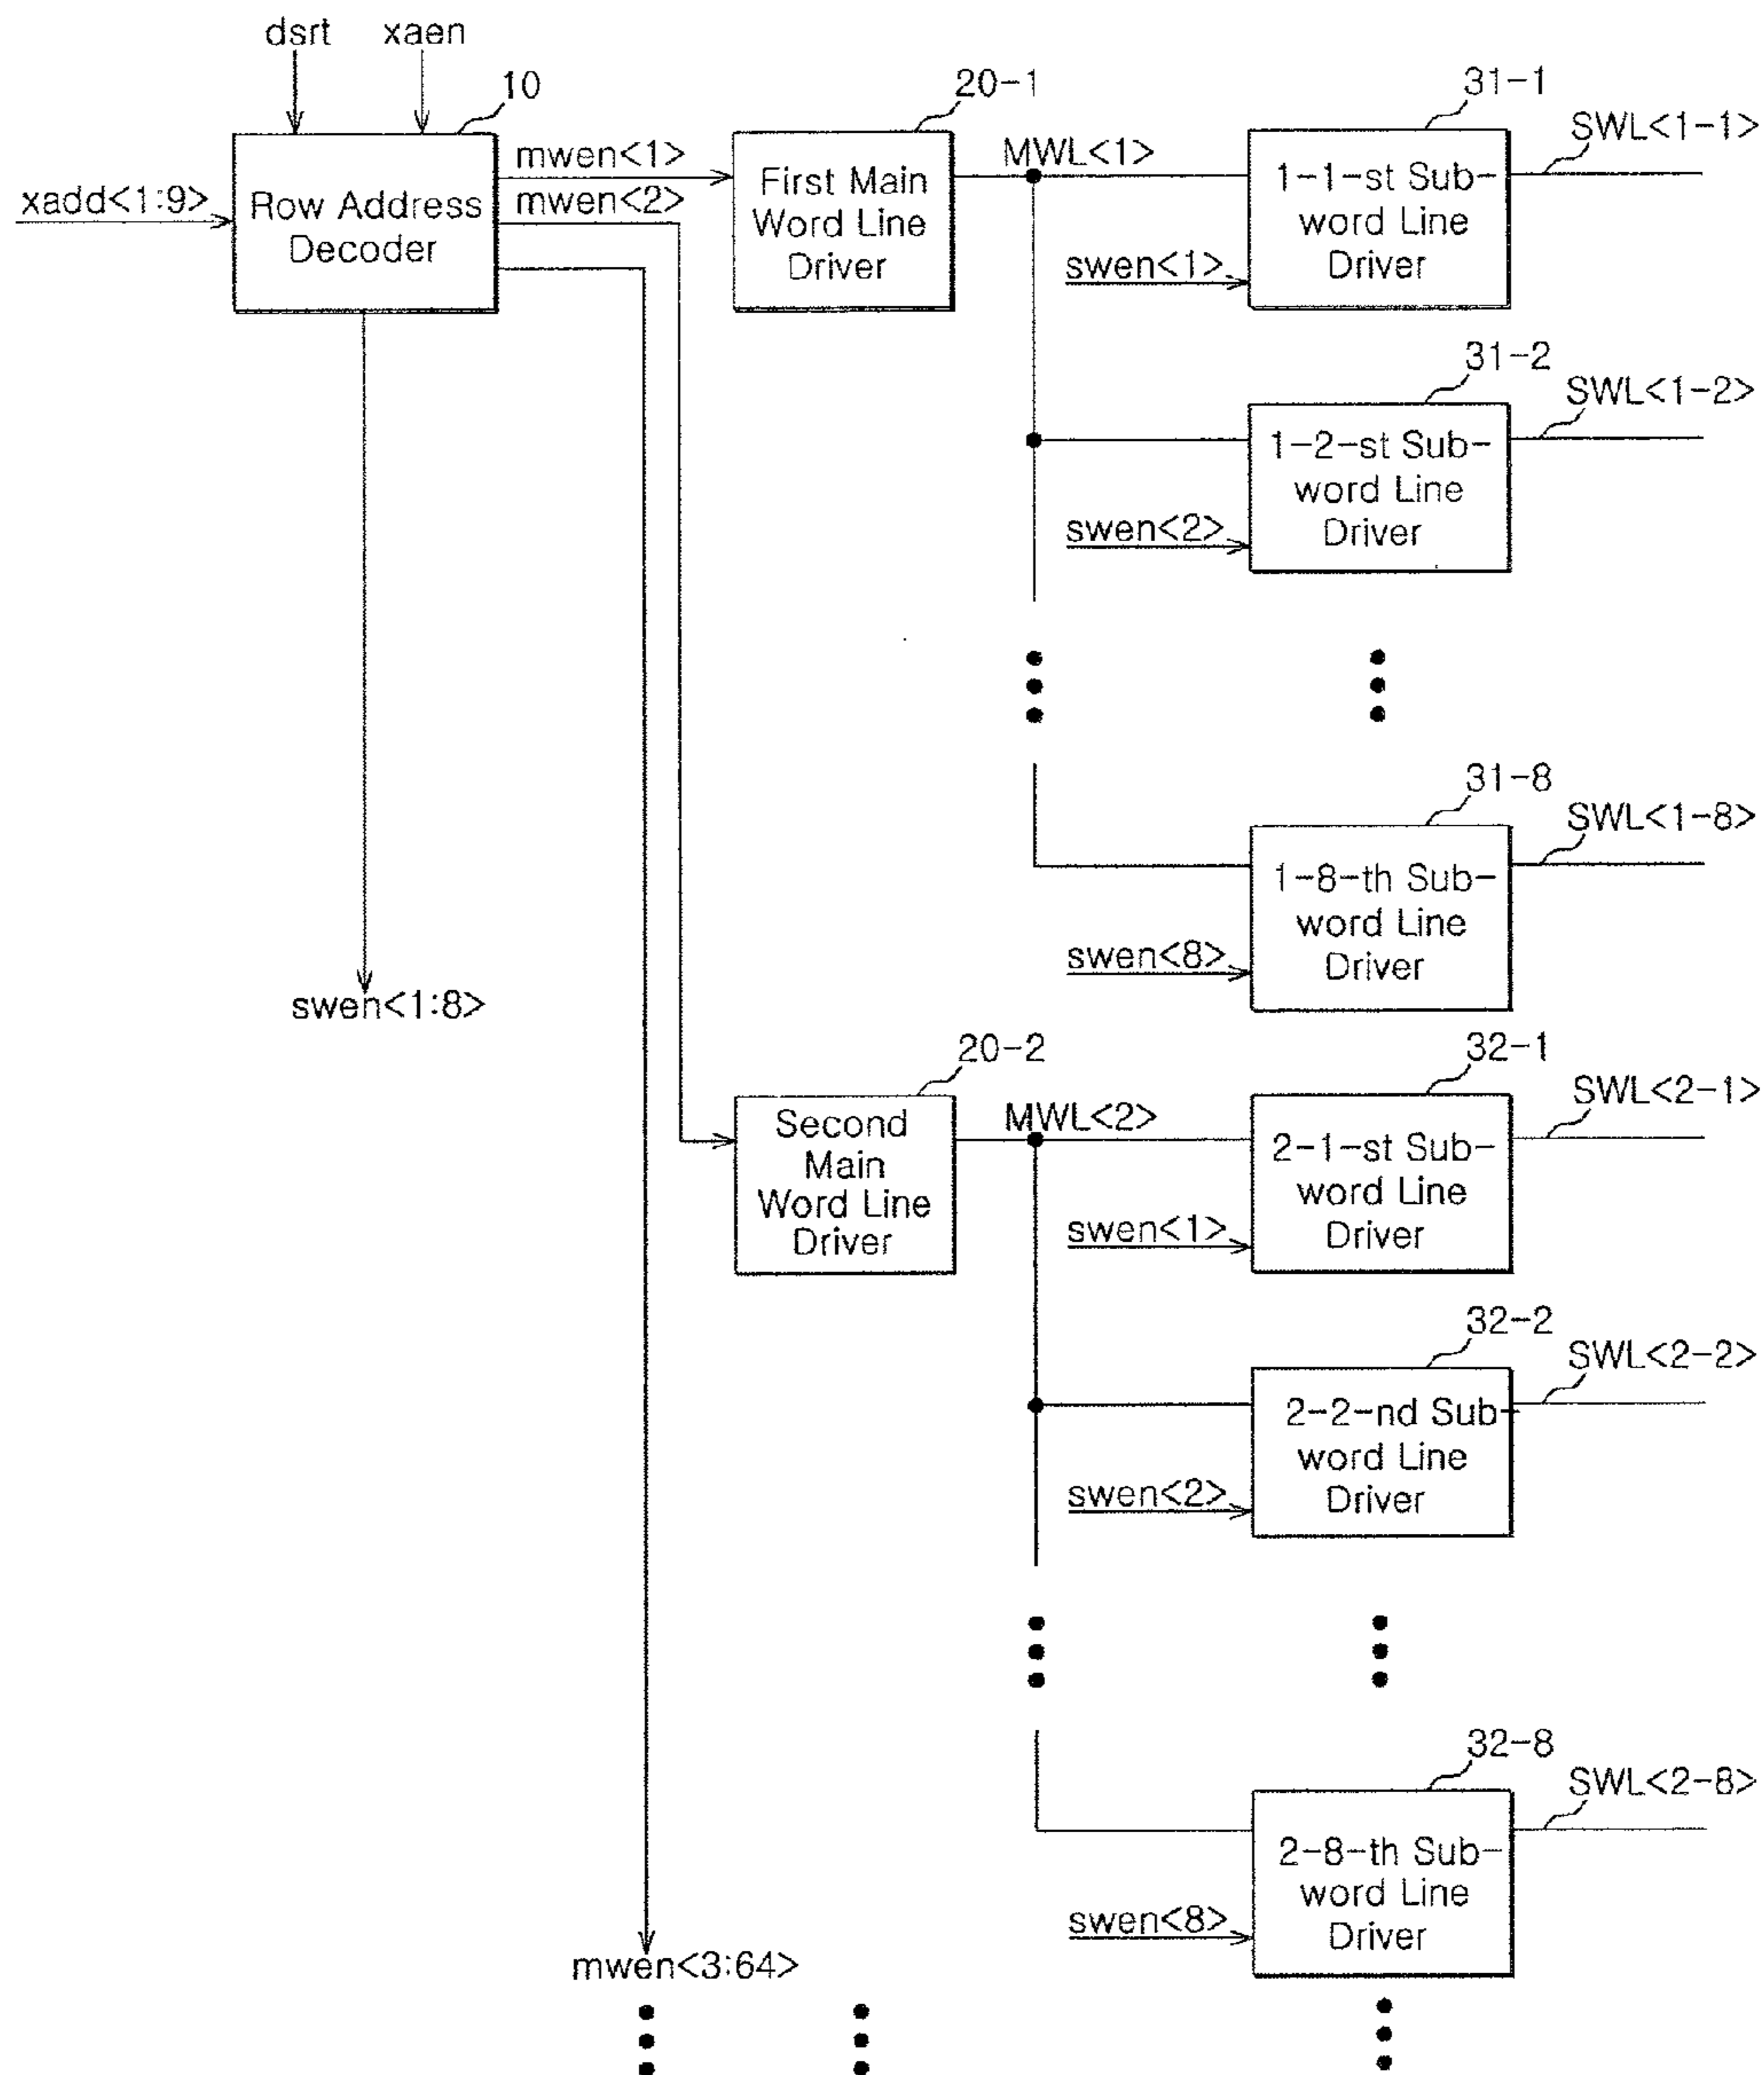 dsrt xaen
10
20-1
31-1
SWL<1-1>
xadd<1:9>
Row Address
Decoder
mwen<1>
mwen<2>
First Main
Word Line
Driver
MWL<1>
1-1-st Sub-
word Line
Driver
swen<1>
31-2
SWL<1-2>
1-2-st Sub-
word Line
Driver
swen<2>
31-8
SWL<1-8>
1-8-th Sub-
word Line
Driver
swen<8>
swen<1:8>
20-2
32-1
SWL<2-1>
Second
Main
Word Line
Driver
MWL<2>
2-1-st Sub-
word Line
Driver
swen<1>
32-2
SWL<2-2>
2-2-nd Sub-
word Line
Driver
swen<2>
32-8
SWL<2-8>
2-8-th Sub-
word Line
Driver
swen<8>
mwen<3:64>